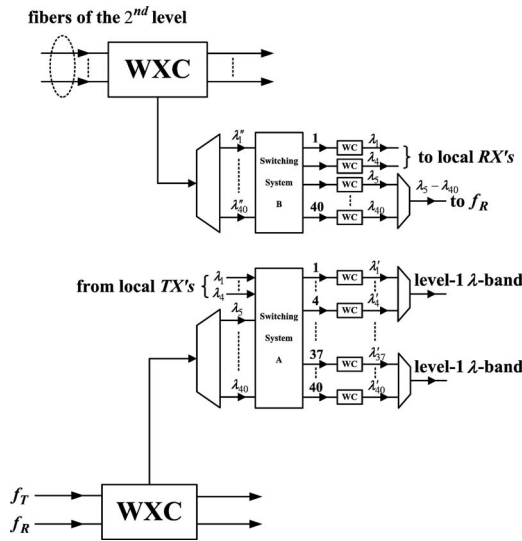 fibers of the 2nd level
WXC
λ''1
λ''40
Switching
System
B
1
40
WC
WC
WC
WC
λ1
λ4
λ5
λ40
to local RX's
λ5 – λ40
to fR
from local TX's
λ1
λ4
λ5
λ40
Switching
System
A
1
4
37
40
WC
WC
WC
WC
λ'1
λ'4
λ'37
λ'40
level-1 λ-band
level-1 λ-band
fT
fR
WXC